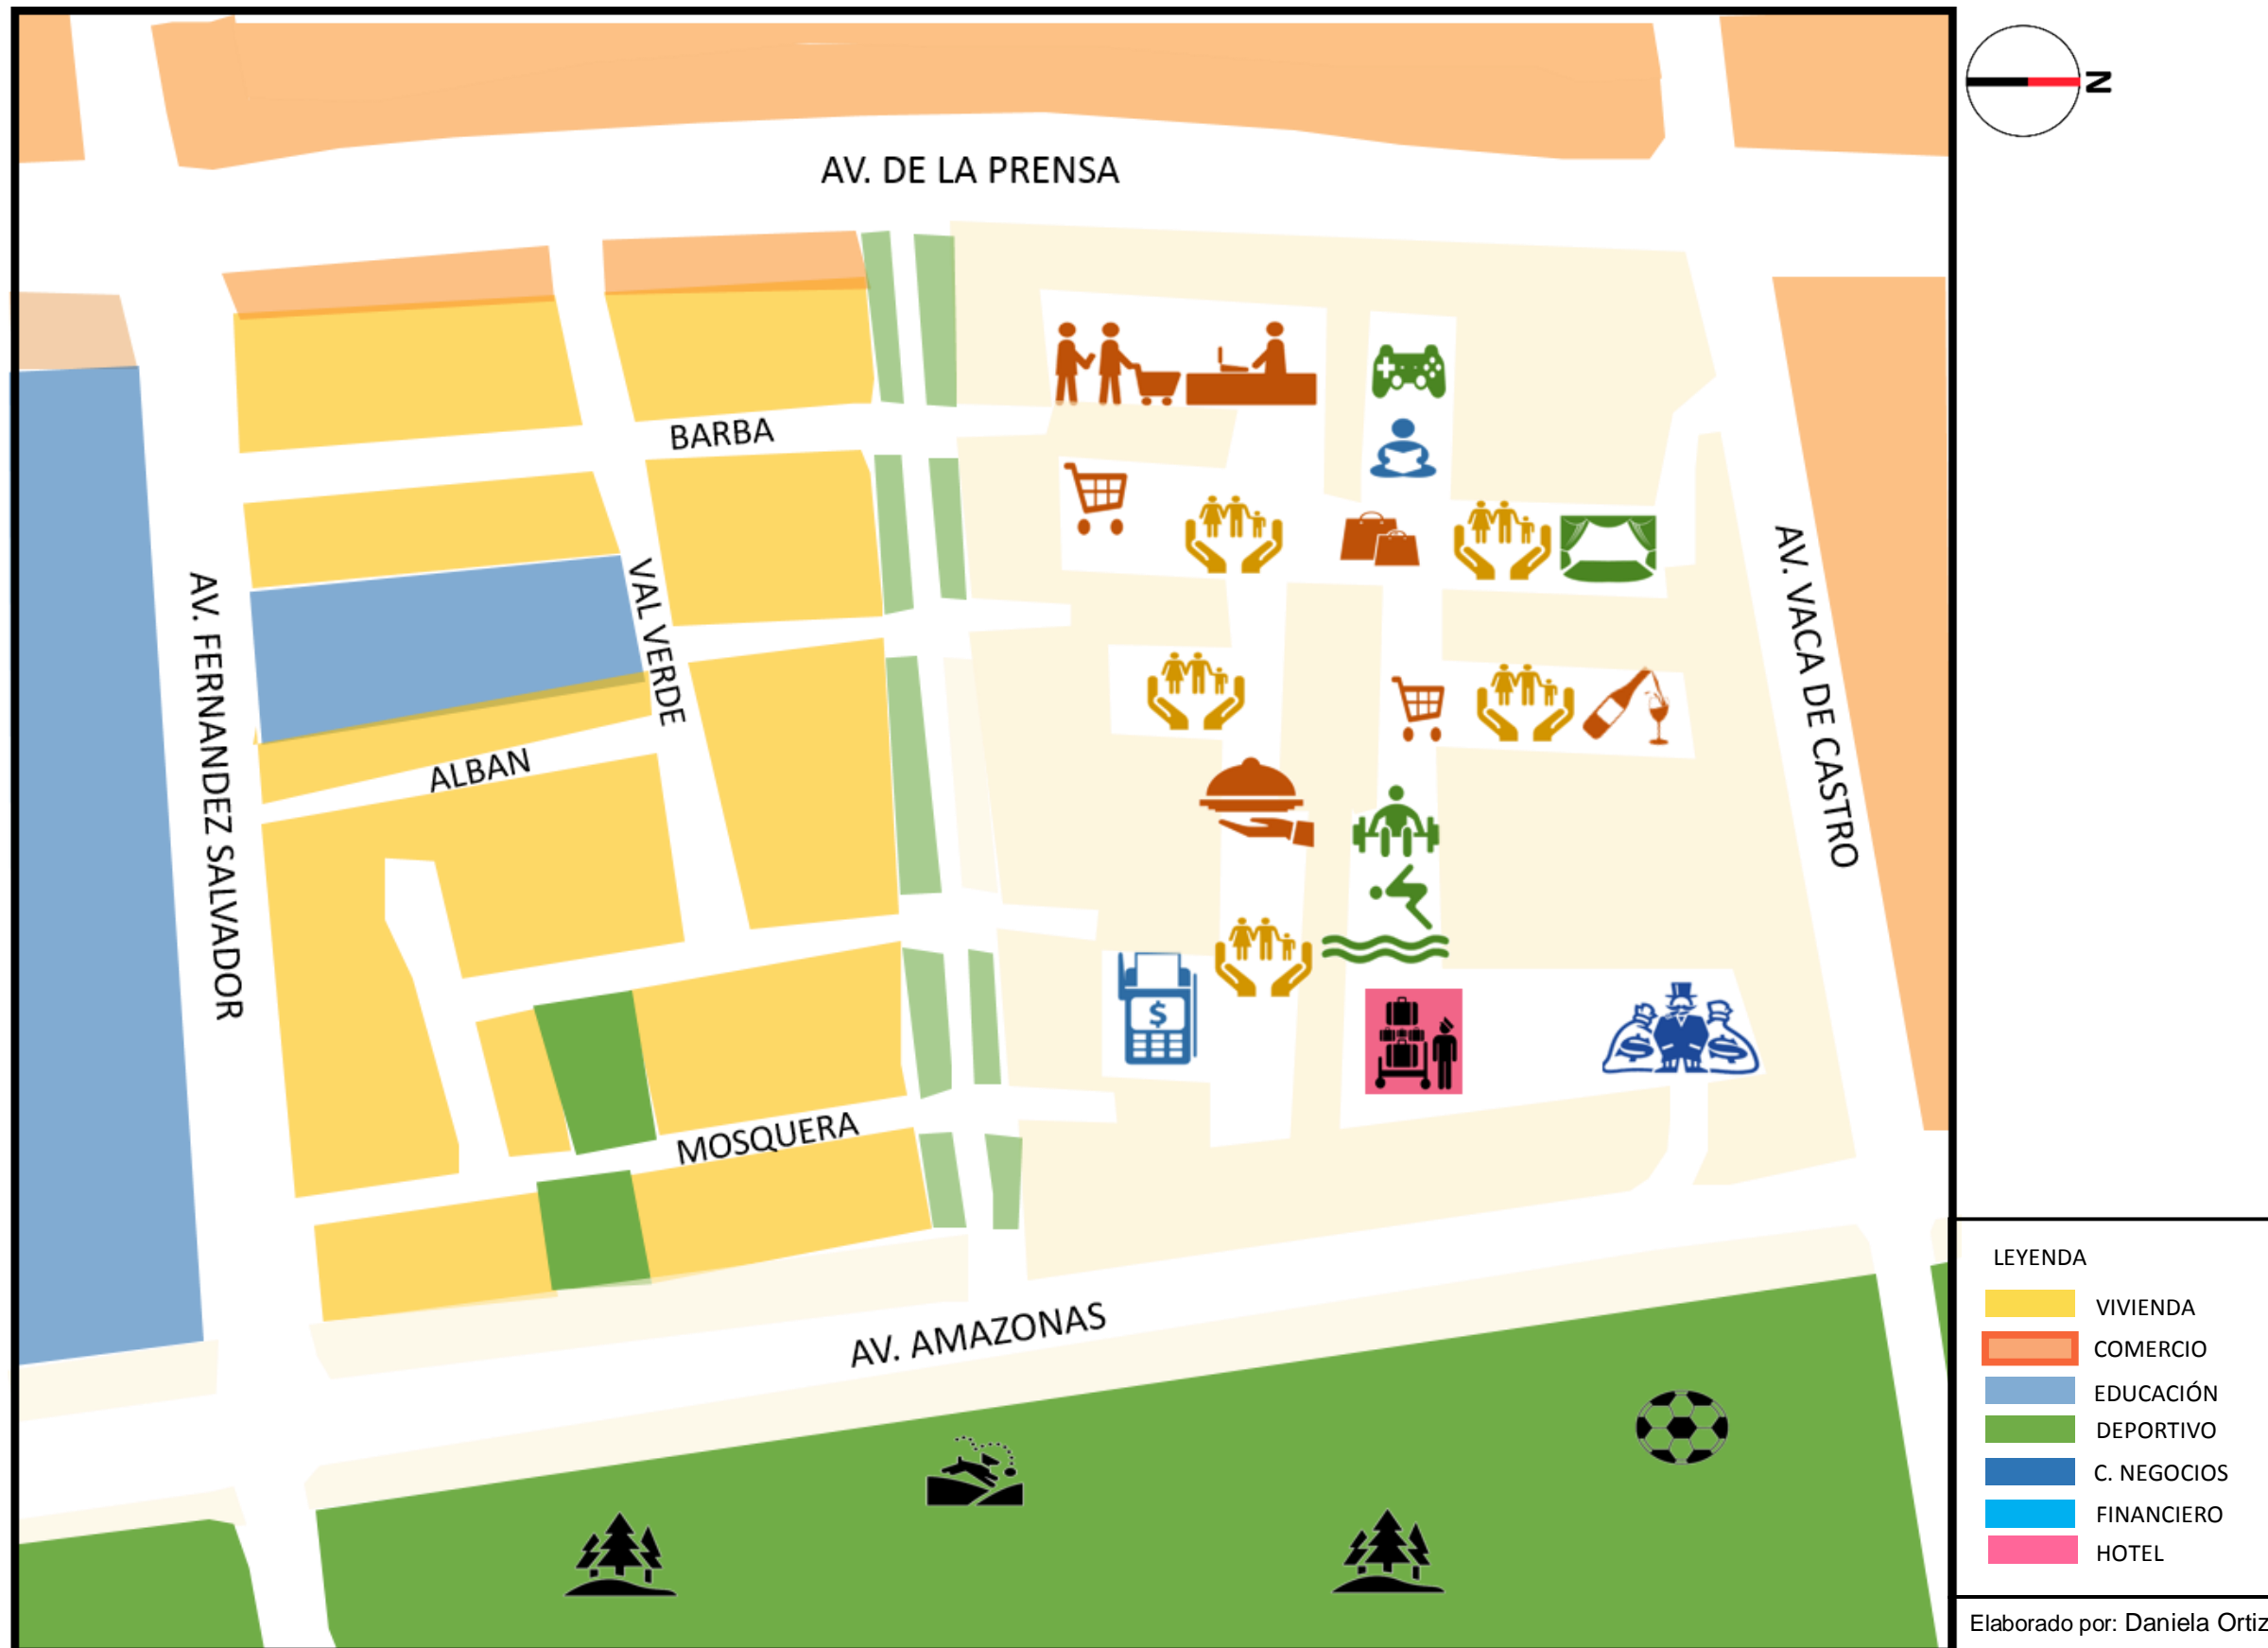 N
AV. DE LA PRENSA
BARBA
VAL VERDE
AV. FERNANDEZ SALVADOR
AV. VACA DE CASTRO
ALBAN
$
MOSQUERA
AV. AMAZONAS
LEYENDA
VIVIENDA
COMERCIO
EDUCACIÓN
DEPORTIVO
C. NEGOCIOS
FINANCIERO
HOTEL
Elaborado por: Daniela Ortiz